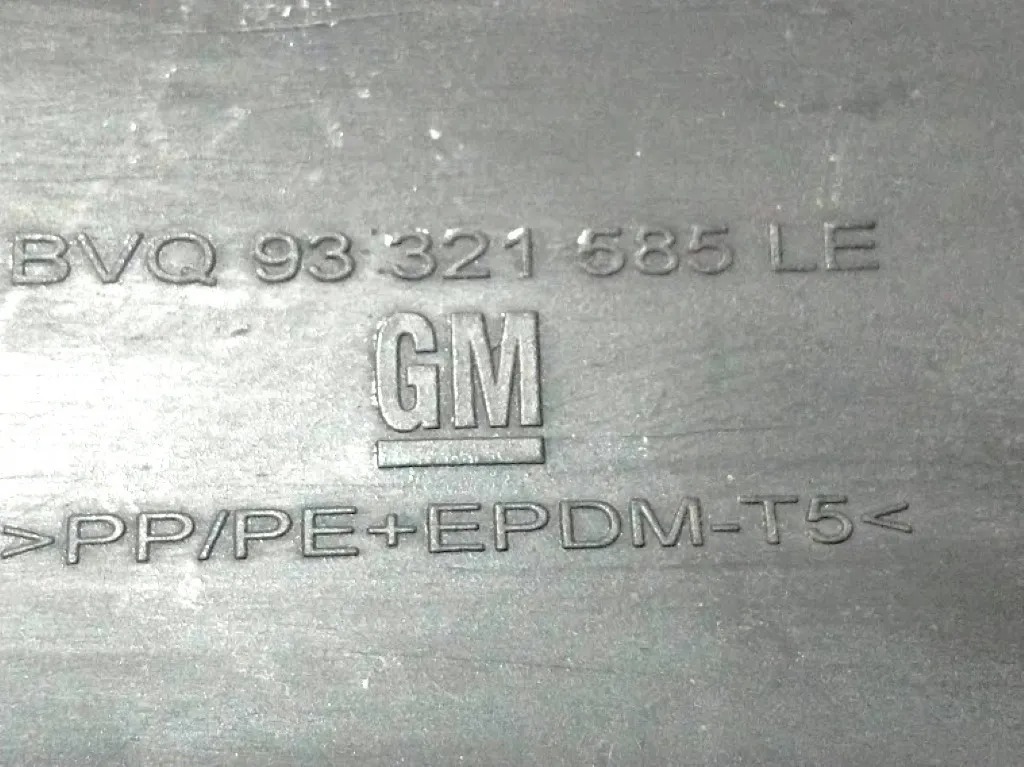 BVQ 93 321 585 LE
GM
>PP/PE+EPDM-T5<